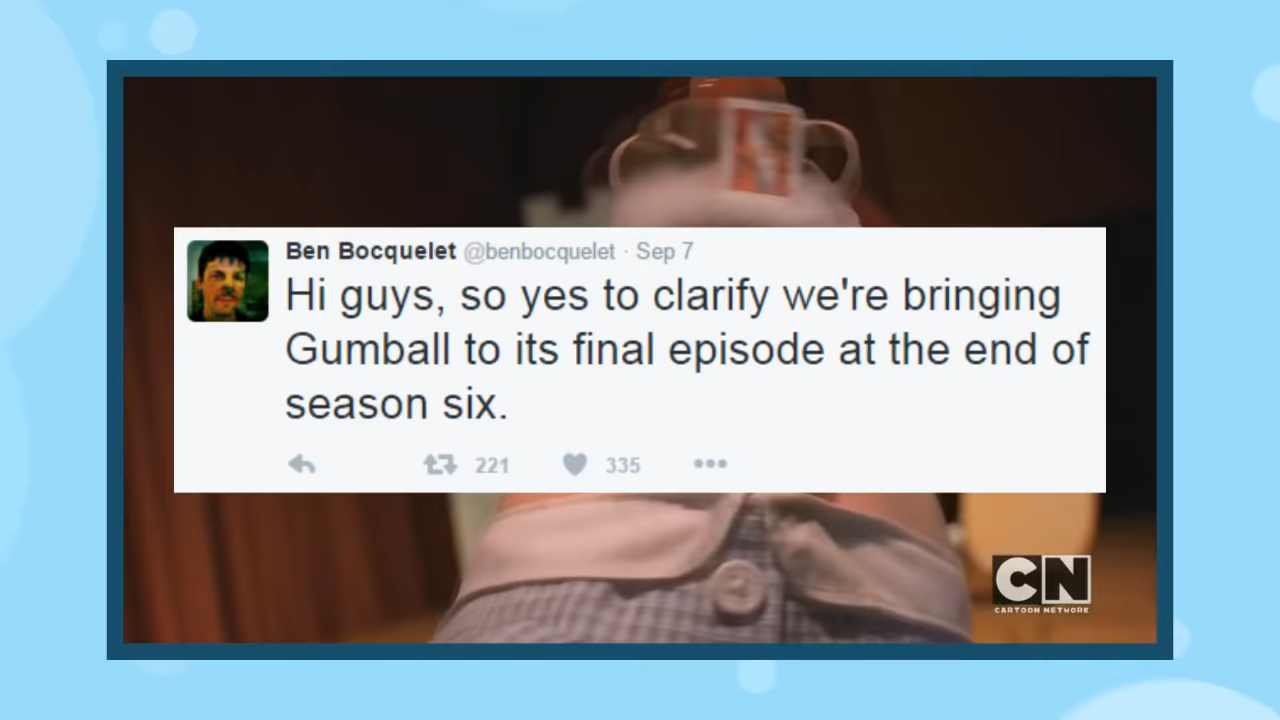 Ben Bocquelet @benbocquelet · Sep 7
Hi guys, so yes to clarify we're bringing
Gumball to its final episode at the end of
season six.
221 335 •••
CN
CARTOON NETWORK